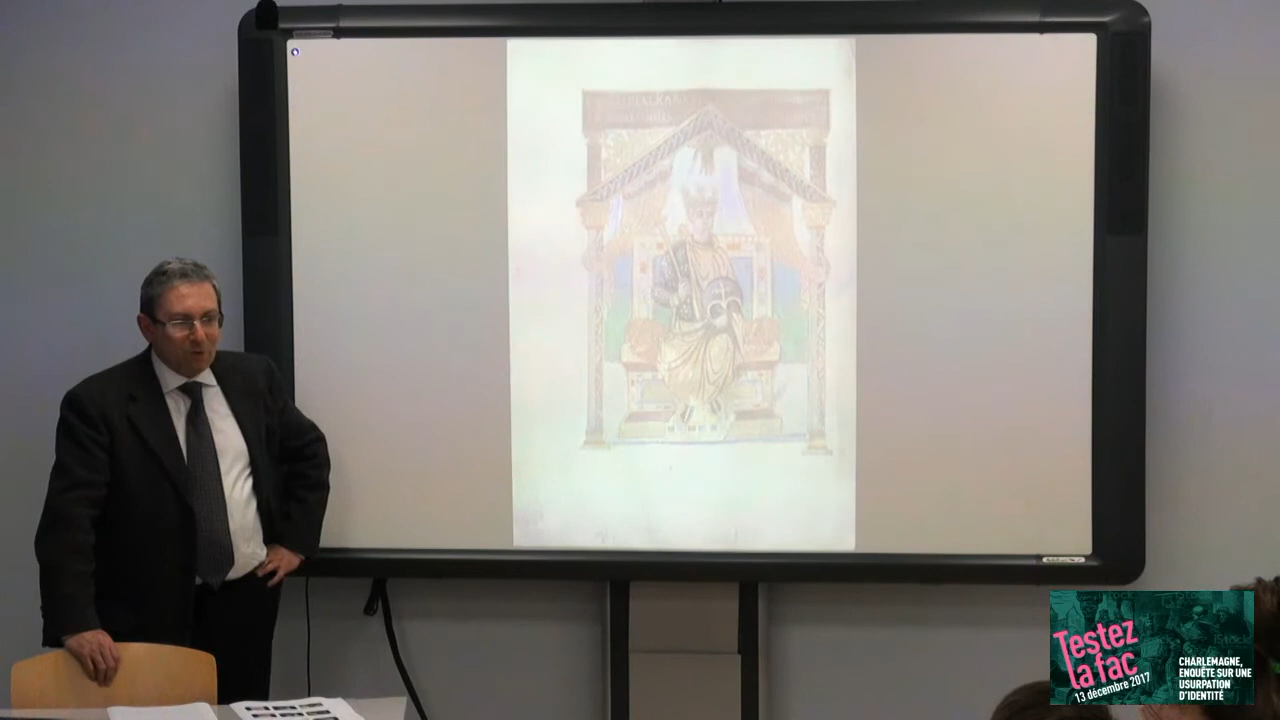 Testez
la fac
13 décembre 2017
CHARLEMAGNE,
ENQUÊTE SUR UNE
USURPATION
D'IDENTITÉ